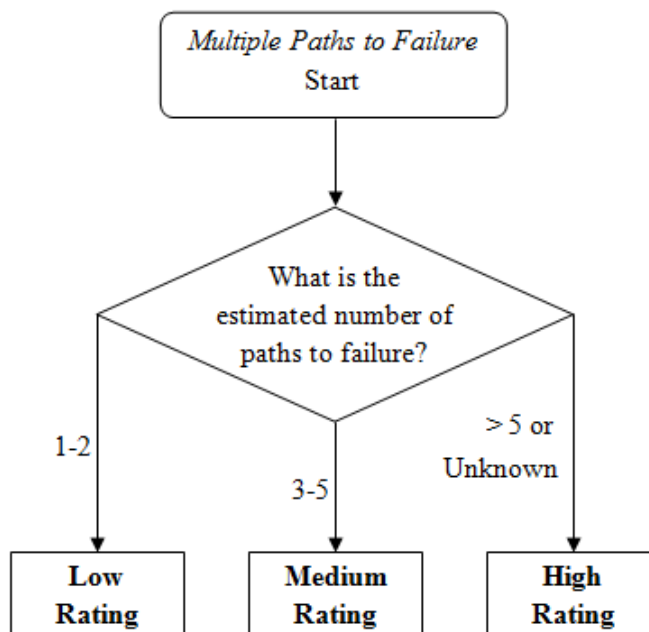 Multiple Paths to Failure
Start
What is the
estimated number of
paths to failure?
1-2
3-5
> 5 or
Unknown
Low
Rating
Medium
Rating
High
Rating